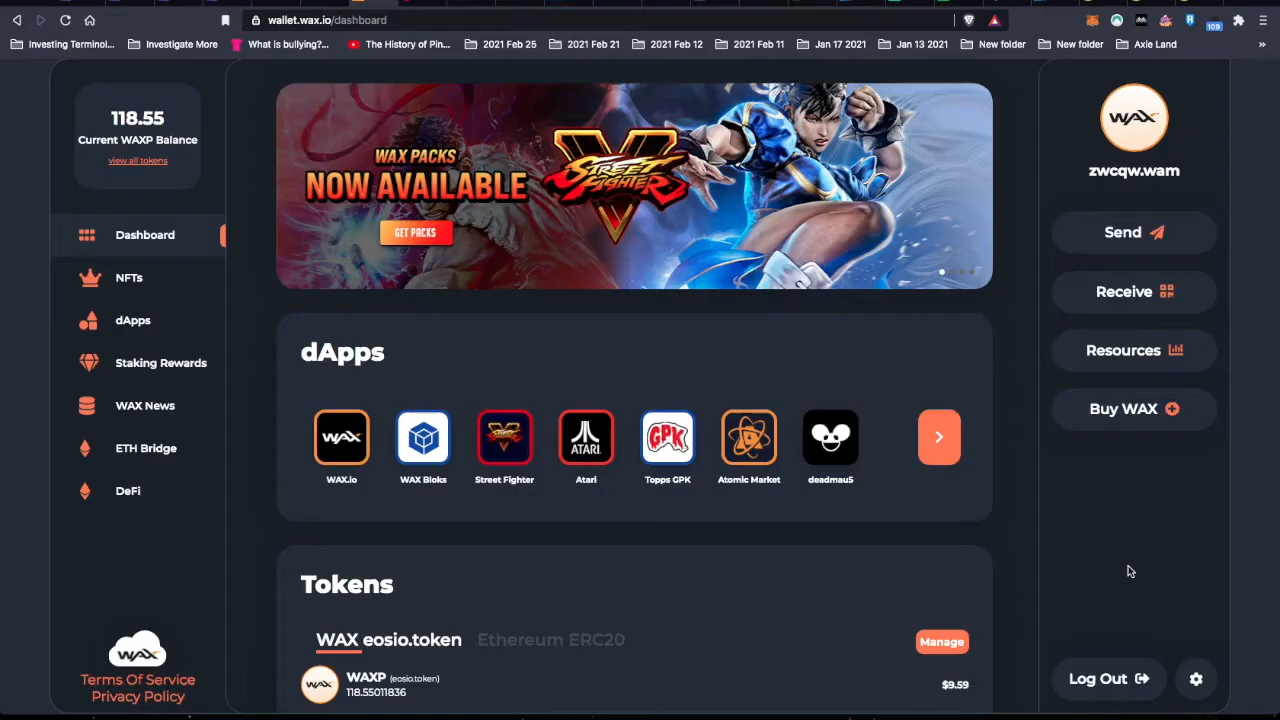 wallet.wax.io/dashboard
109
Investing Terminol...
Investigate More
What is bullying?...
The History of Pin...
2021 Feb 25
2021 Feb 21
2021 Feb 12
2021 Feb 11
Jan 17 2021
Jan 13 2021
New folder
New folder
Axie Land
»
118.55
Current WAXP Balance
view all tokens
Dashboard
NFTs
dApps
Staking Rewards
WAX News
ETH Bridge
DeFi
WAX
Terms Of Service
Privacy Policy
WAX PACKS
NOW AVAILABLE
GET PACKS
STREET FIGHTER
V
dApps
WAX
ATARI
GPK
WAX.io
WAX Bloks
Street Fighter
Atari
Topps GPK
Atomic Market
deadmau5
Tokens
WAX eosio.token
Ethereum ERC20
Manage
WAX
WAXP (eosio.token)
118.55011836
$9.59
WAX
zwcqw.wam
Send
Receive
Resources
Buy WAX
Log Out